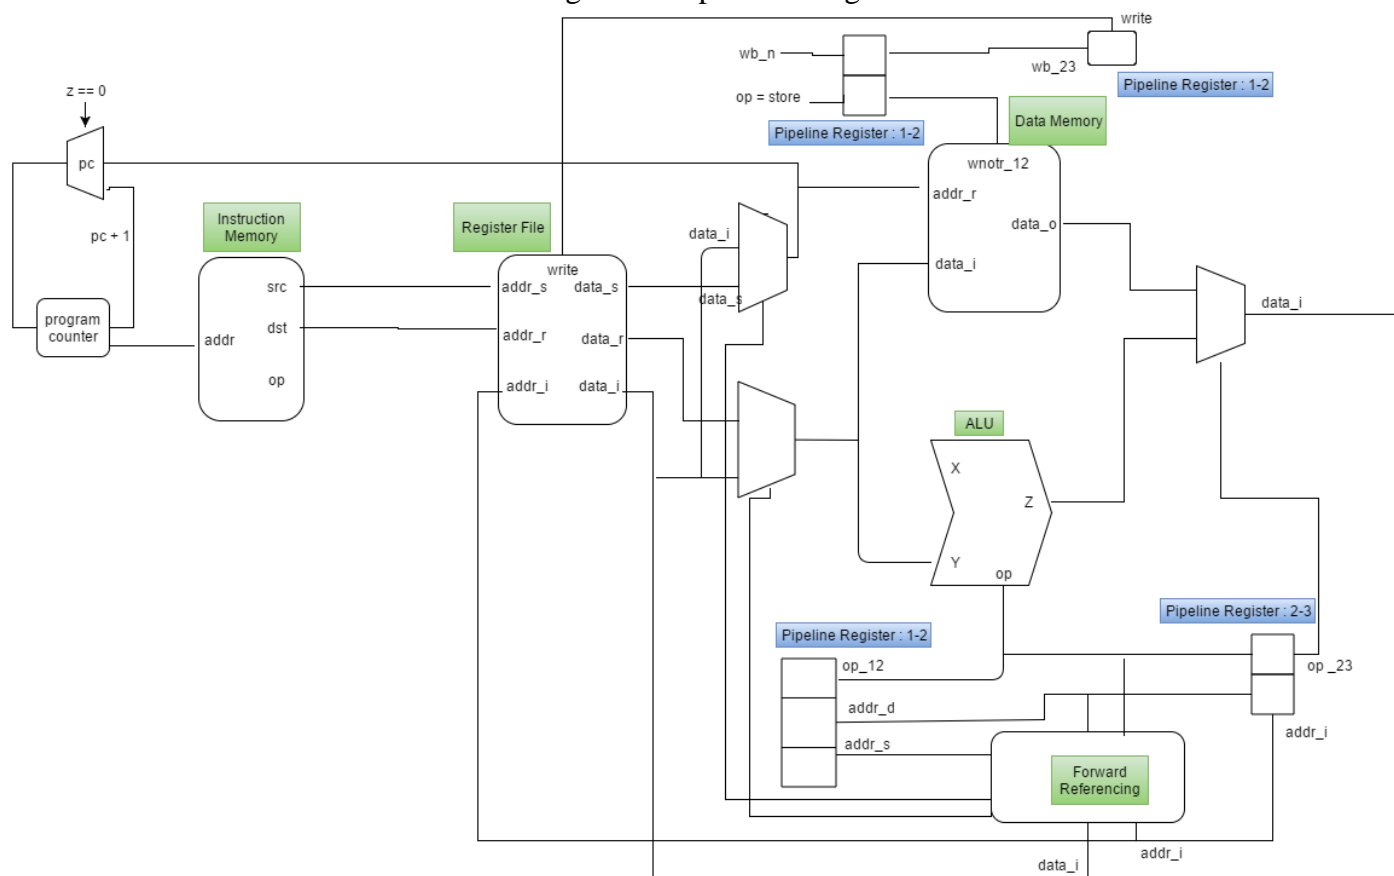 write
wb_n
wb_23
Pipeline Register : 1-2
z == 0
op = store
Pipeline Register : 1-2
Data Memory
pc
wnotr_12
addr_r
Instruction
Memory
Register File
pc + 1
data_i
data_o
write
data_i
src
addr_s
data_s
data_s
data_i
program
counter
dst
addr
addr_r
data_r
op
addr_i
data_i
ALU
X
Z
Y
op
Pipeline Register : 2-3
Pipeline Register : 1-2
op_12
op _23
addr_d
addr_s
addr_i
Forward
Referencing
data_i
addr_i